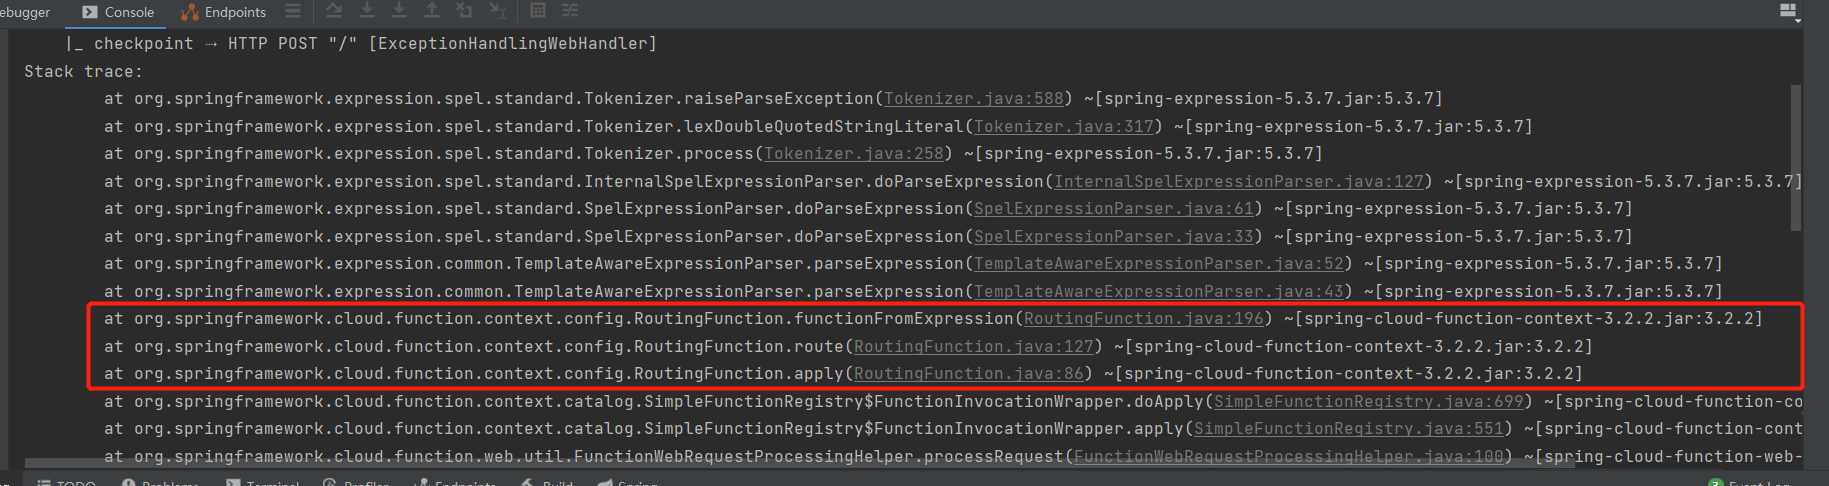 ebugger Console Endpoints
|_ checkpoint ⇢ HTTP POST "/" [ExceptionHandlingWebHandler]
Stack trace:
at org.springframework.expression.spel.standard.Tokenizer.raiseParseException(Tokenizer.java:588) ~[spring-expression-5.3.7.jar:5.3.7]
at org.springframework.expression.spel.standard.Tokenizer.lexDoubleQuotedStringLiteral(Tokenizer.java:317) ~[spring-expression-5.3.7.jar:5.3.7]
at org.springframework.expression.spel.standard.Tokenizer.process(Tokenizer.java:258) ~[spring-expression-5.3.7.jar:5.3.7]
at org.springframework.expression.spel.standard.InternalSpelExpressionParser.doParseExpression(InternalSpelExpressionParser.java:127) ~[spring-expression-5.3.7.jar:5.3.7]
at org.springframework.expression.spel.standard.SpelExpressionParser.doParseExpression(SpelExpressionParser.java:61) ~[spring-expression-5.3.7.jar:5.3.7]
at org.springframework.expression.spel.standard.SpelExpressionParser.doParseExpression(SpelExpressionParser.java:33) ~[spring-expression-5.3.7.jar:5.3.7]
at org.springframework.expression.common.TemplateAwareExpressionParser.parseExpression(TemplateAwareExpressionParser.java:52) ~[spring-expression-5.3.7.jar:5.3.7]
at org.springframework.expression.common.TemplateAwareExpressionParser.parseExpression(TemplateAwareExpressionParser.java:43) ~[spring-expression-5.3.7.jar:5.3.7]
at org.springframework.cloud.function.context.config.RoutingFunction.functionFromExpression(RoutingFunction.java:196) ~[spring-cloud-function-context-3.2.2.jar:3.2.2]
at org.springframework.cloud.function.context.config.RoutingFunction.route(RoutingFunction.java:127) ~[spring-cloud-function-context-3.2.2.jar:3.2.2]
at org.springframework.cloud.function.context.config.RoutingFunction.apply(RoutingFunction.java:86) ~[spring-cloud-function-context-3.2.2.jar:3.2.2]
at org.springframework.cloud.function.context.catalog.SimpleFunctionRegistry$FunctionInvocationWrapper.doApply(SimpleFunctionRegistry.java:699) ~[spring-cloud-function-co
at org.springframework.cloud.function.context.catalog.SimpleFunctionRegistry$FunctionInvocationWrapper.apply(SimpleFunctionRegistry.java:551) ~[spring-cloud-function-cont
at org.springframework.cloud.function.web.util.FunctionWebRequestProcessingHelper.processRequest(FunctionWebRequestProcessingHelper.java:100) ~[spring-cloud-function-web-
TODO Problems Terminal Profiler Endpoints Build Spring 3 Event Log